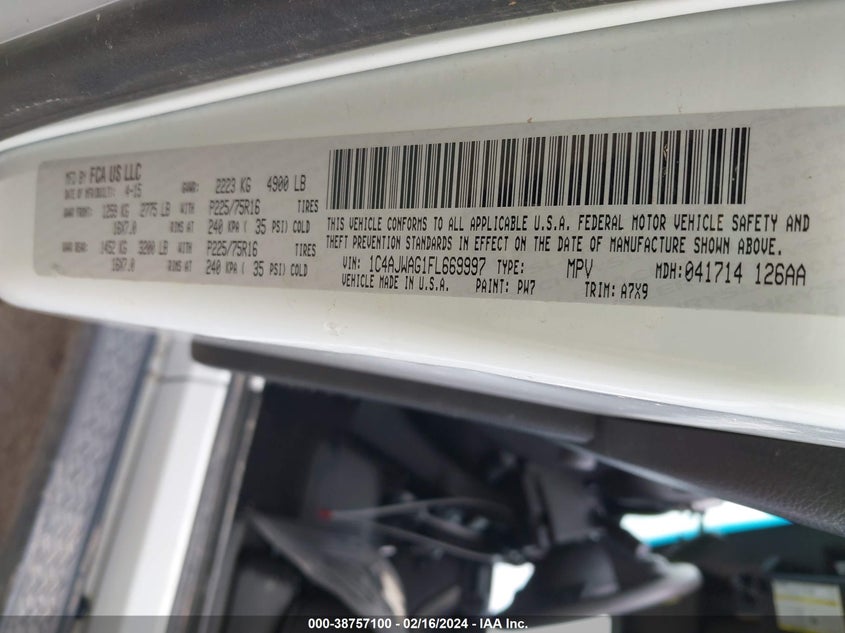 MFD BY FCA US LLC
DATE OF MFR(BUILT): 4-15 GVWR: 2223 KG 4900 LB
GAWR FRONT: 1259 KG 2775 LB WITH P225/75R16 TIRES
16X7.0 RIMS AT 240 KPA ( 35 PSI) COLD
GAWR REAR: 1452 KG 3200 LB WITH P225/75R16 TIRES
16X7.0 RIMS AT 240 KPA ( 35 PSI) COLD
THIS VEHICLE CONFORMS TO ALL APPLICABLE U.S.A. FEDERAL MOTOR VEHICLE SAFETY AND
THEFT PREVENTION STANDARDS IN EFFECT ON THE DATE OF MANUFACTURE SHOWN ABOVE.
VIN: 1C4AJWAG1FL669997 TYPE: MPV MDH: 041714 126AA
VEHICLE MADE IN U.S.A. PAINT: PW7 TRIM: A7X9
000-38757100 - 02/16/2024 - IAA Inc.